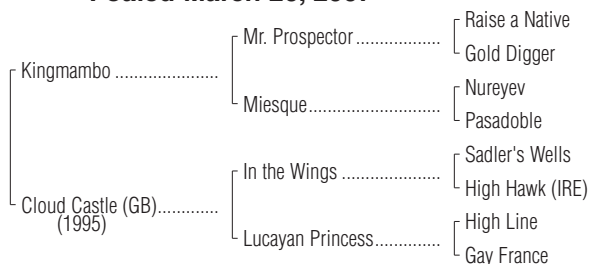 Raise a Native
Mr. Prospector ..................
Gold Digger
Kingmambo ......................
Nureyev
Miesque............................
Pasadoble
Sadler's Wells
In the Wings .....................
High Hawk (IRE)
Cloud Castle (GB).............
(1995)
High Line
Lucayan Princess..............
Gay France